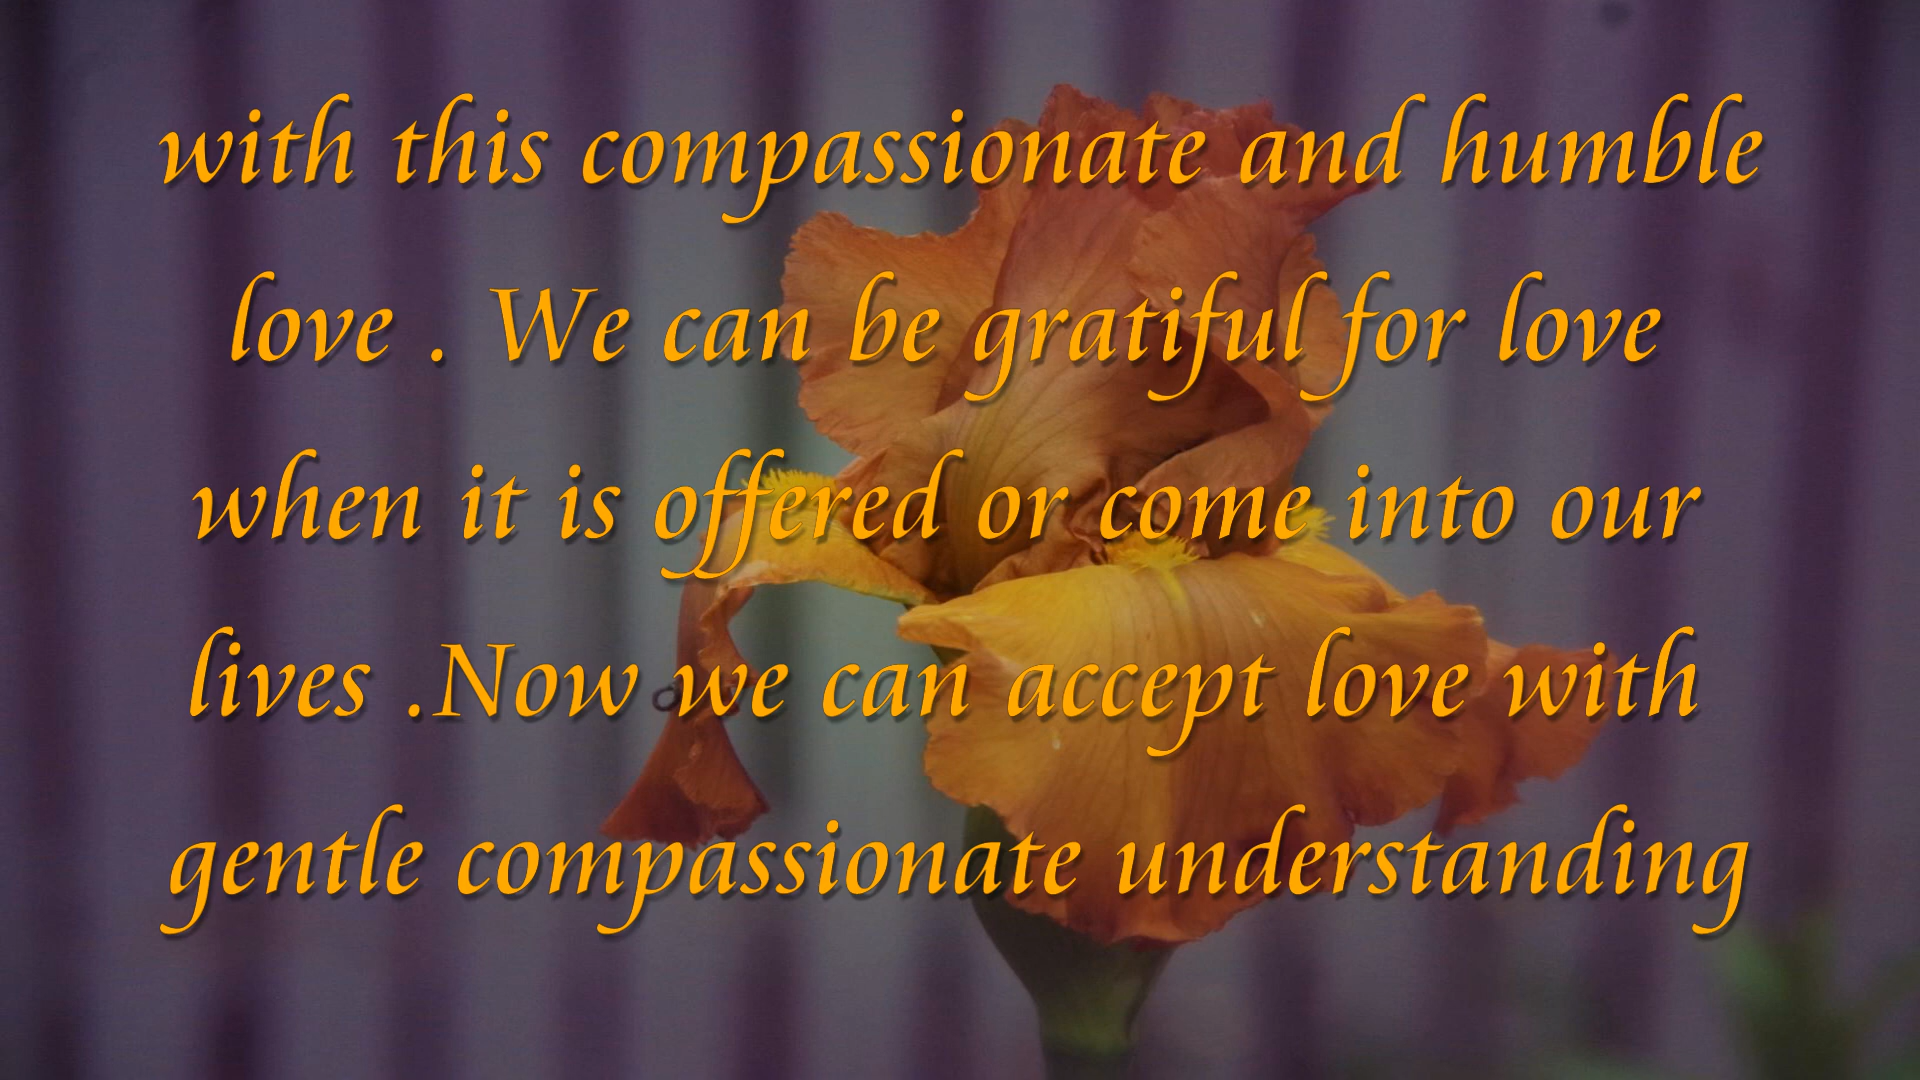 with this compassionate and humble
love . We can be gratiful for love
when it is offered or come into our
lives .Now we can accept love with
gentle compassionate understanding